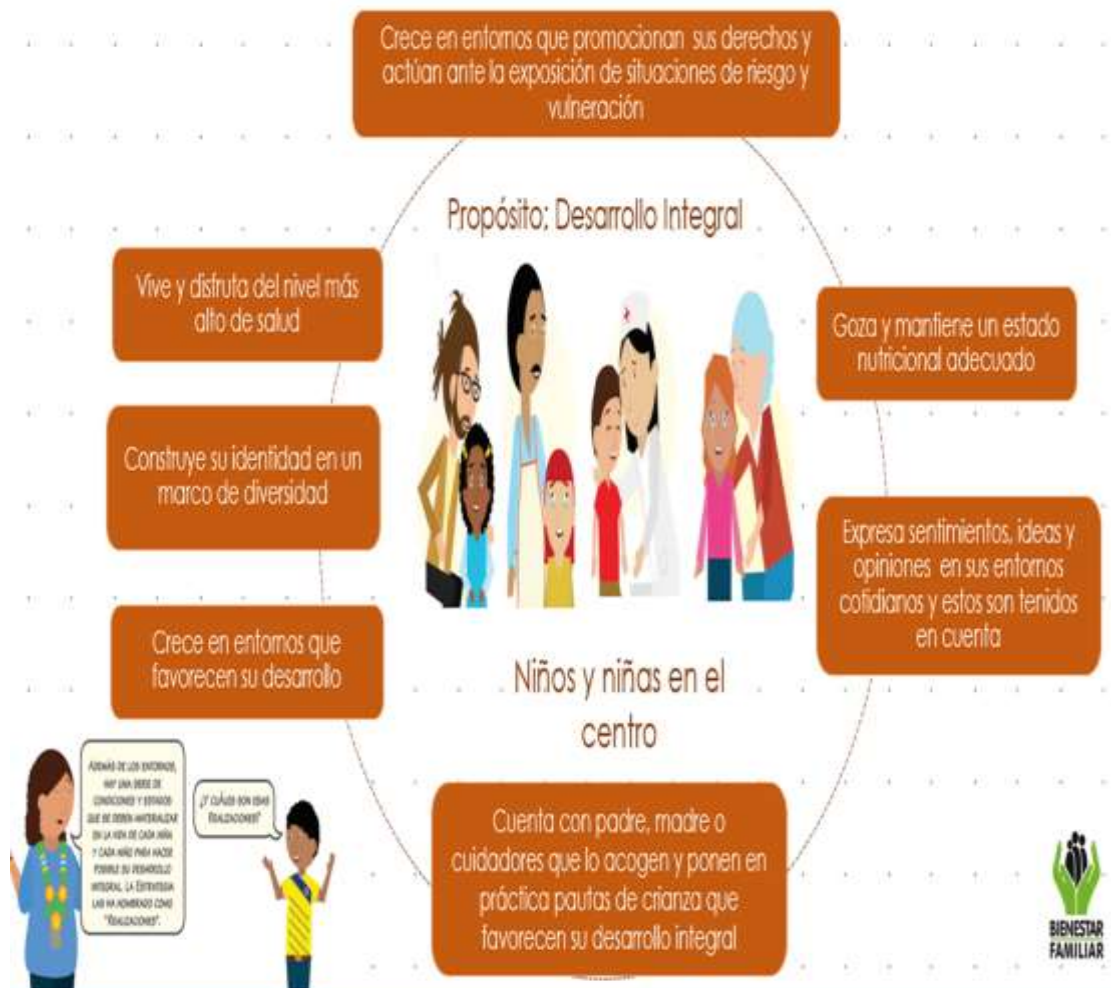 Crece en entornos que promocionan sus derechos y
actúan ante la exposición de situaciones de riesgo y
vulneración
Propósito: Desarrollo Integral
Vive y disfruta del nivel más
alto de salud
Goza y mantiene un estado
nutricional adecuado
Construye su identidad en un
marco de diversidad
Expresa sentimientos, ideas y
opiniones en sus entornos
cotidianos y estos son tenidos
en cuenta
Crece en entornos que
favorecen su desarrollo
Niños y niñas en el
centro
ADEMÁS DE LOS ENTORNOS,
HAY UNA SERIE DE
CONDICIONES Y ESTADOS
QUE SE DEBEN MATERIALIZAR
EN LA VIDA DE CADA NIÑA
Y CADA NIÑO PARA HACER
POSIBLE SU DESARROLLO
INTEGRAL. LA ESTRATEGIA
LAS HA NOMBRADO COMO
"REALIZACIONES".
¿Y CUÁLES SON ESAS
REALIZACIONES?
Cuenta con padre, madre o
cuidadores que lo acogen y ponen en
práctica pautas de crianza que
favorecen su desarrollo integral
BIENESTAR
FAMILIAR